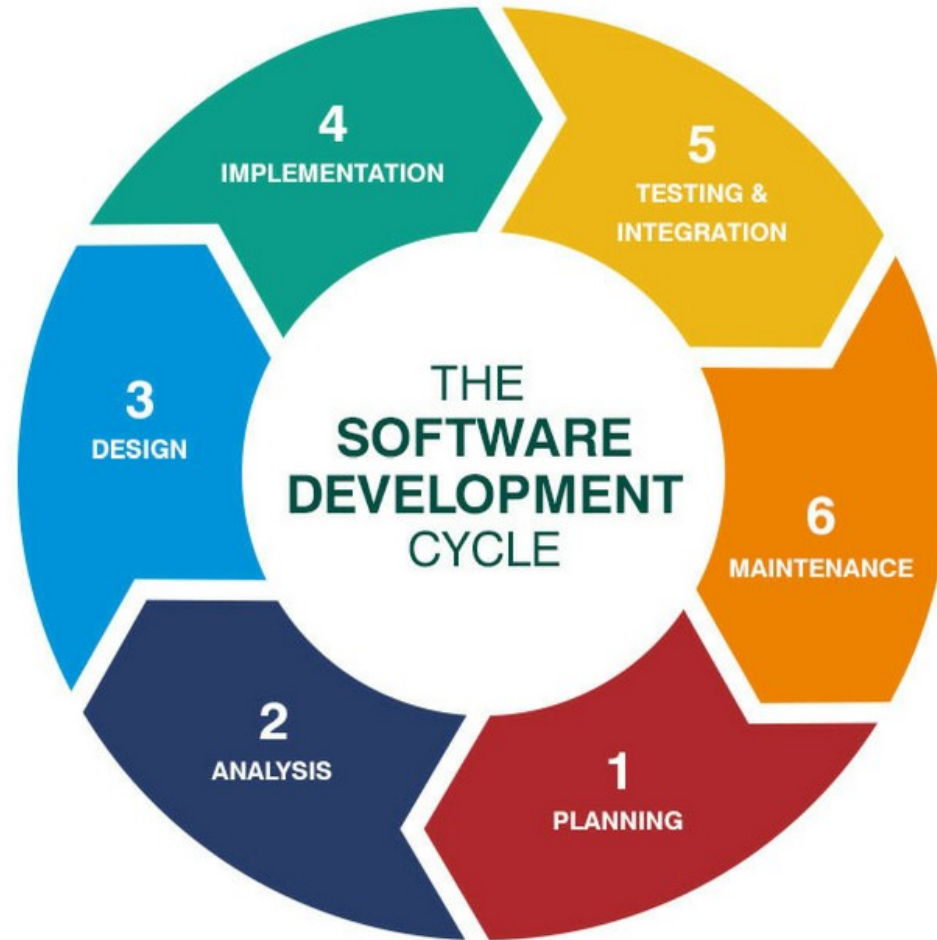 THE
SOFTWARE
DEVELOPMENT
CYCLE
1
PLANNING
2
ANALYSIS
3
DESIGN
4
IMPLEMENTATION
5
TESTING &
INTEGRATION
6
MAINTENANCE